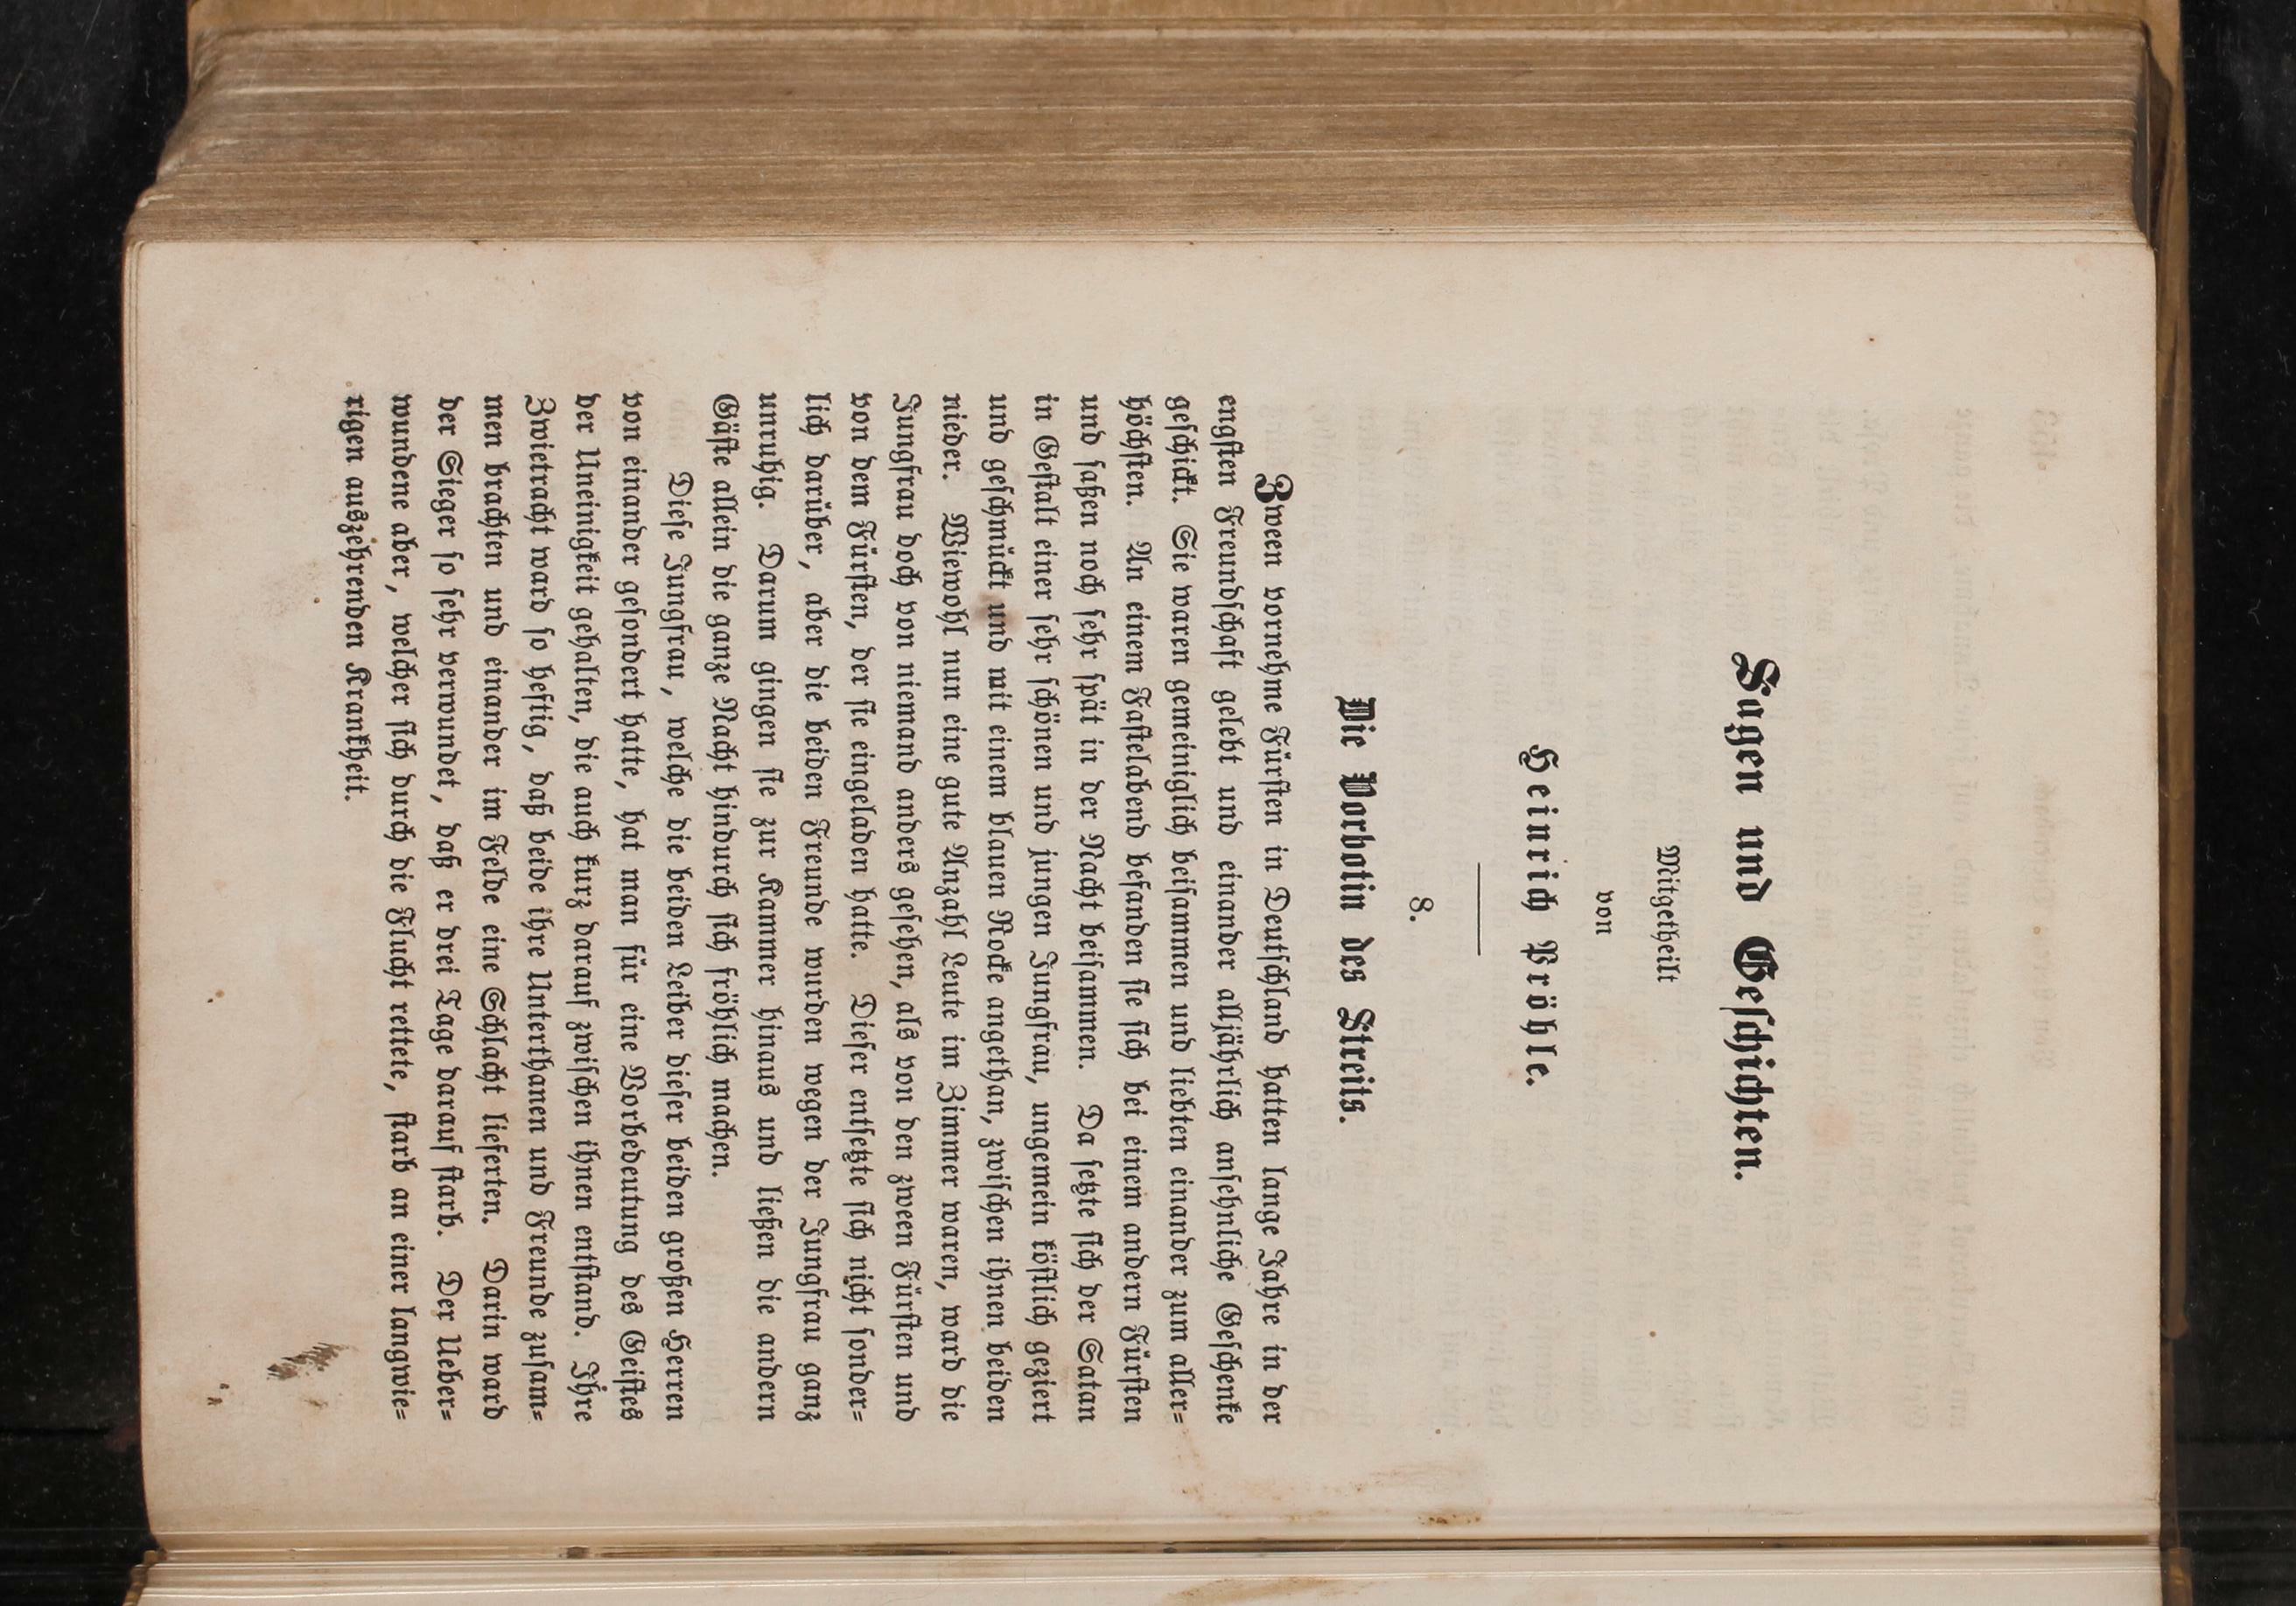 Sagen und Geschichten.
Mitgetheilt
von
Heinrich Pröhle.
8.
Die Vorbotin des Streits.
Zween vornehme Fürsten in Deutschland hatten lange Jahre in der
engsten Freundschaft gelebt und einander alljährlich ansehnliche Geschenke
geschickt. Sie waren gemeiniglich beisammen und liebten einander zum aller-
höchsten. An einem Fastelabend befanden sie sich bei einem andern Fürsten
und saßen noch sehr spät in der Nacht beisammen. Da setzte sich der Satan
in Gestalt einer sehr schönen und jungen Jungfrau, ungemein köstlich geziert
und geschmückt und mit einem blauen Rocke angethan, zwischen ihnen beiden
nieder. Wiewohl nun eine gute Anzahl Leute im Zimmer waren, ward die
Jungfrau doch von niemand anders gesehen, als von den zween Fürsten und
von dem Fürsten, der sie eingeladen hatte. Dieser entsetzte sich nicht sonder-
lich darüber, aber die beiden Freunde wurden wegen der Jungfrau ganz
unruhig. Darum gingen sie zur Kammer hinaus und ließen die andern
Gäste allein die ganze Nacht hindurch sich fröhlich machen.
Diese Jungfrau, welche die beiden Leiber dieser beiden großen Herren
von einander gesondert hatte, hat man für eine Vorbedeutung des Geistes
der Uneinigkeit gehalten, die auch kurz darauf zwischen ihnen entstand. Ihre
Zwietracht ward so heftig, daß beide ihre Unterthanen und Freunde zusam-
men brachten und einander im Felde eine Schlacht lieferten. Darin ward
der Sieger so sehr verwundet, daß er drei Tage darauf starb. Der Ueber-
wundene aber, welcher sich durch die Flucht rettete, starb an einer langwie-
rigen auszehrenden Krankheit.